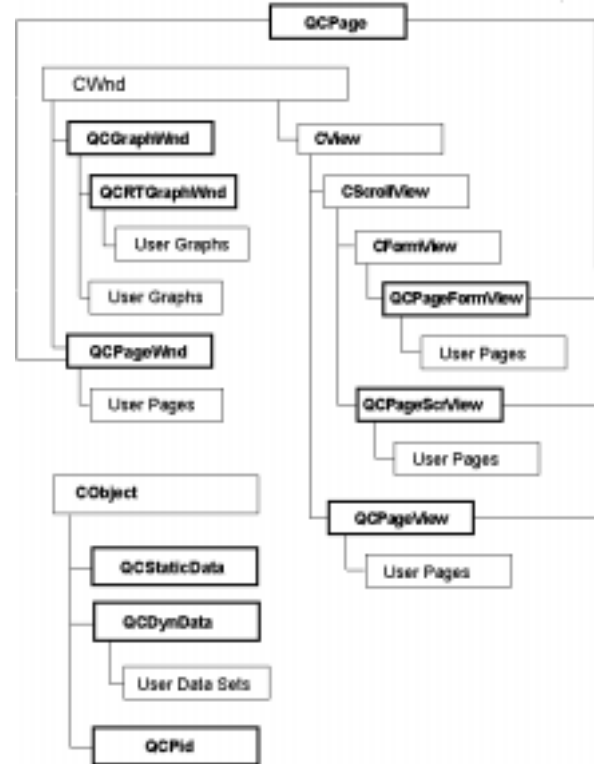 QCPage
CWnd
QCGraphWnd
CView
QCRTGraphWnd
CScrollView
User Graphs
CFormView
User Graphs
QCPageFormView
QCPageWnd
User Pages
User Pages
QCPageScrView
User Pages
CObject
QCPageView
QCStaticData
User Pages
QCDynData
User Data Sets
QCPid